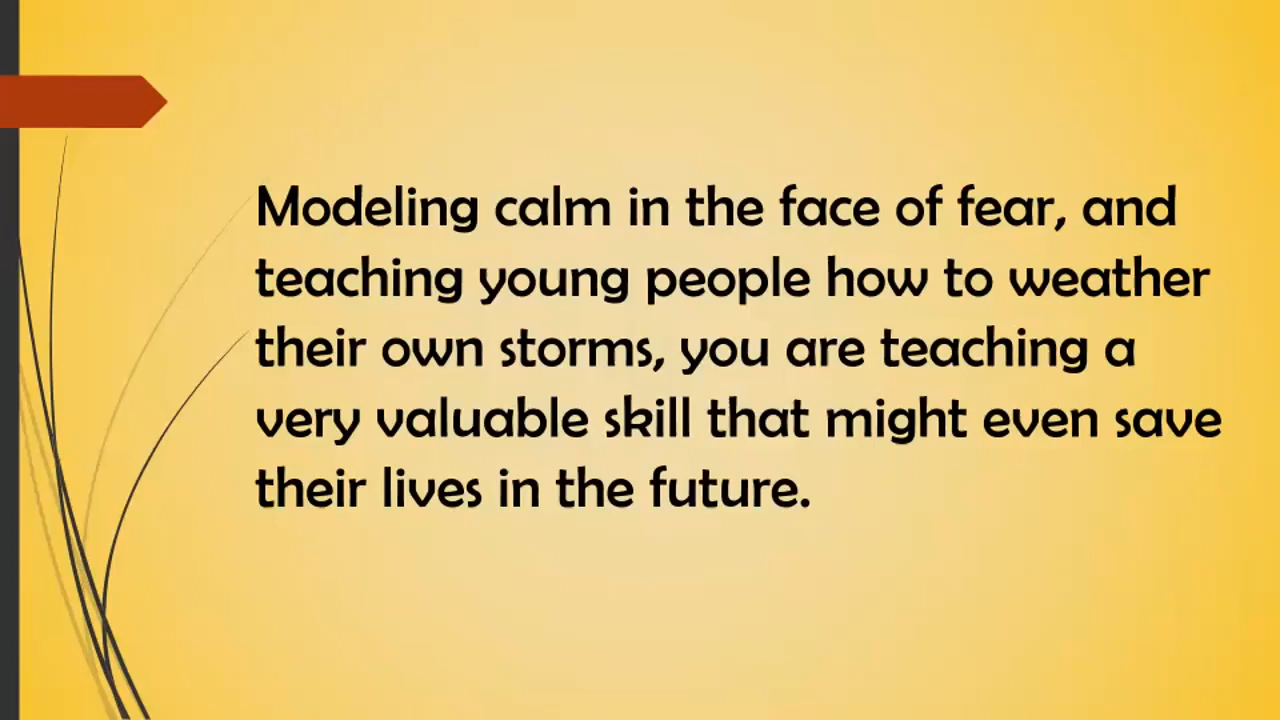 Modeling calm in the face of fear, and
teaching young people how to weather
their own storms, you are teaching a
very valuable skill that might even save
their lives in the future.